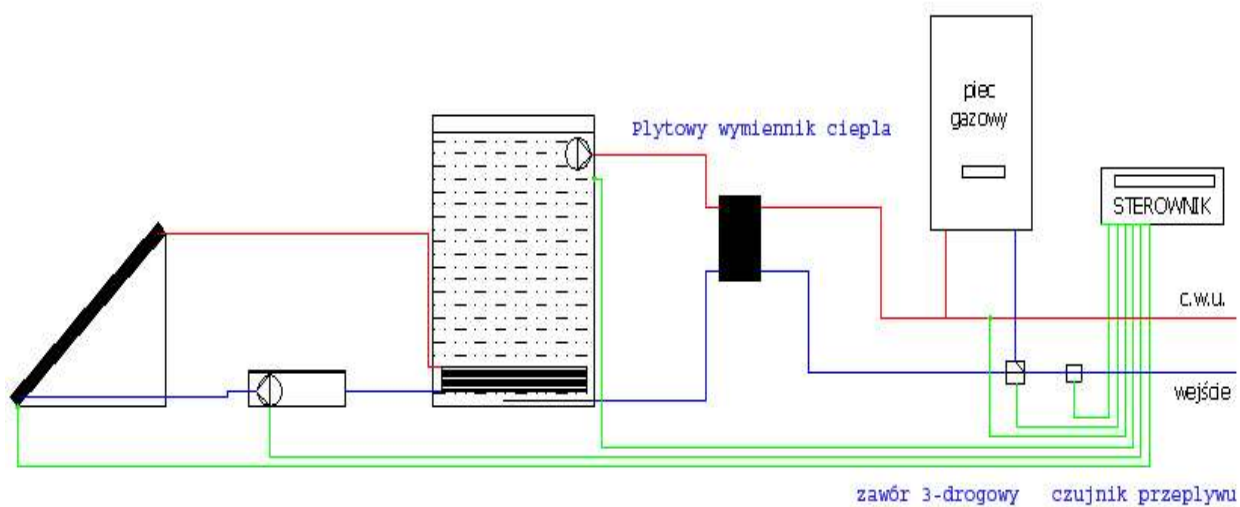 piec
gazowy
Plytowy wymiennik ciepla
STEROWNIK
c.w.u.
wejście
zawór 3-drogowy czujnik przeplywu